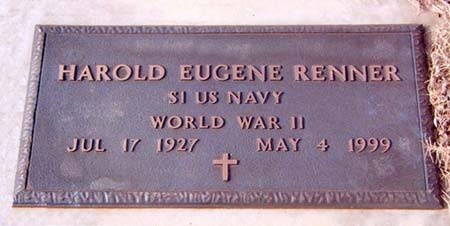 HAROLD EUGENE RENNER
S1 US NAVY
WORLD WAR II
JUL 17 1927 MAY 4 1999